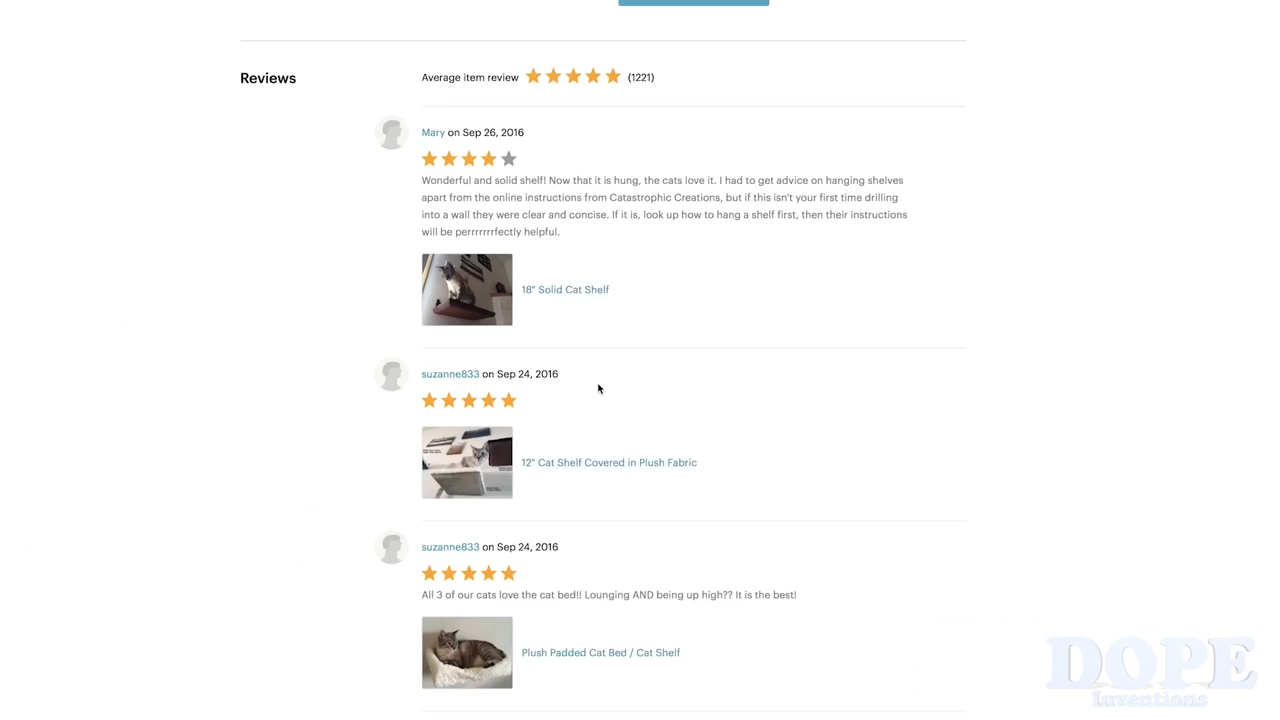 Reviews
Average item review (1221)
Mary on Sep 26, 2016
Wonderful and solid shelf! Now that it is hung, the cats love it. I had to get advice on hanging shelves
apart from the online instructions from Catastrophic Creations, but if this isn't your first time drilling
into a wall they were clear and concise. If it is, look up how to hang a shelf first, then their instructions
will be perrrrrrrfectly helpful.
18" Solid Cat Shelf
suzanne833 on Sep 24, 2016
12" Cat Shelf Covered in Plush Fabric
suzanne833 on Sep 24, 2016
All 3 of our cats love the cat bed!! Lounging AND being up high?? It is the best!
Plush Padded Cat Bed / Cat Shelf
DOPE
Inventions